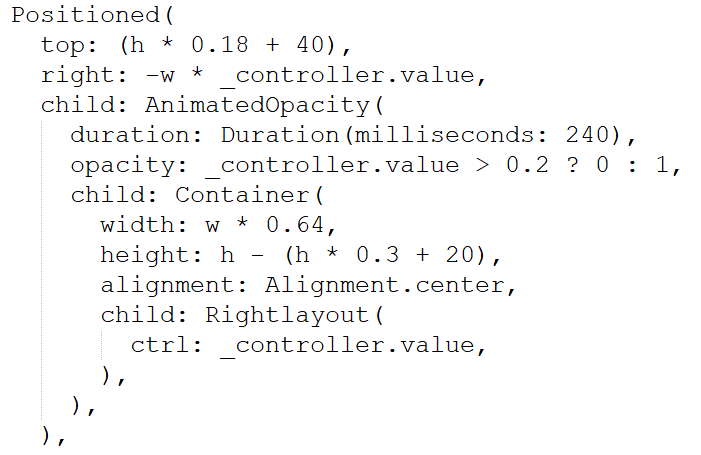 Positioned(
  top: (h * 0.18 + 40),
  right: -w * _controller.value,
  child: AnimatedOpacity(
    duration: Duration(milliseconds: 240),
    opacity: _controller.value > 0.2 ? 0 : 1,
    child: Container(
      width: w * 0.64,
      height: h - (h * 0.3 + 20),
      alignment: Alignment.center,
      child: Rightlayout(
        ctrl: _controller.value,
      ),
    ),
  ),